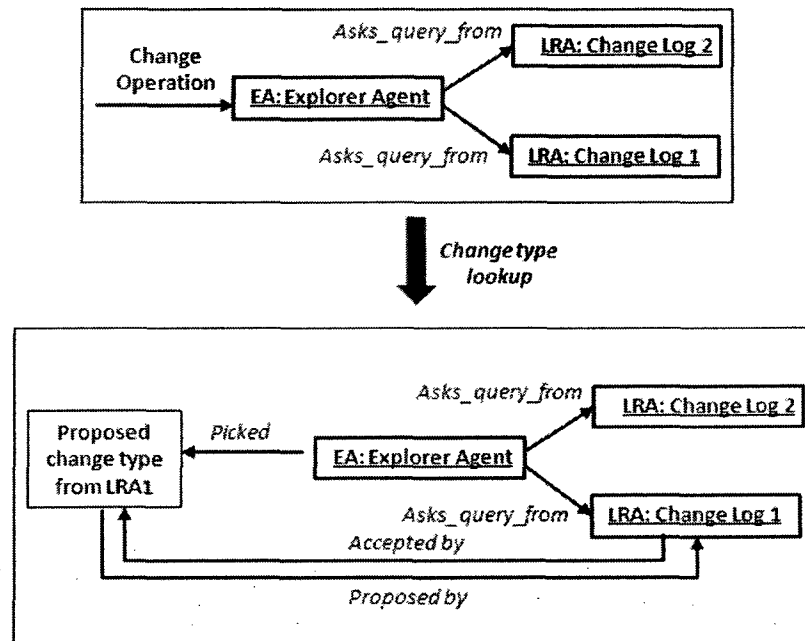 Asks_query_from
LRA: Change Log 2
Change
Operation
EA: Explorer Agent
Asks_query_from
LRA: Change Log 1
Change type
lookup
Asks_query_from
LRA: Change Log 2
Proposed
change type
from LRA1
Picked
EA: Explorer Agent
Asks_query_from
LRA: Change Log 1
Accepted by
Proposed by